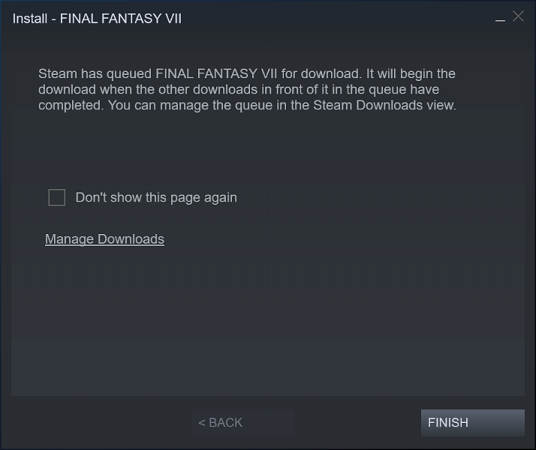 Install - FINAL FANTASY VII
Steam has queued FINAL FANTASY VII for download. It will begin the
download when the other downloads in front of it in the queue have
completed. You can manage the queue in the Steam Downloads view.
Don't show this page again
Manage Downloads
< BACK
FINISH